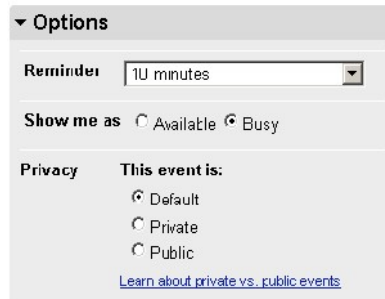 Options
Reminder 10 minutes
Show me as Available Busy
Privacy This event is:
Default
Private
Public
Learn about private vs. public events